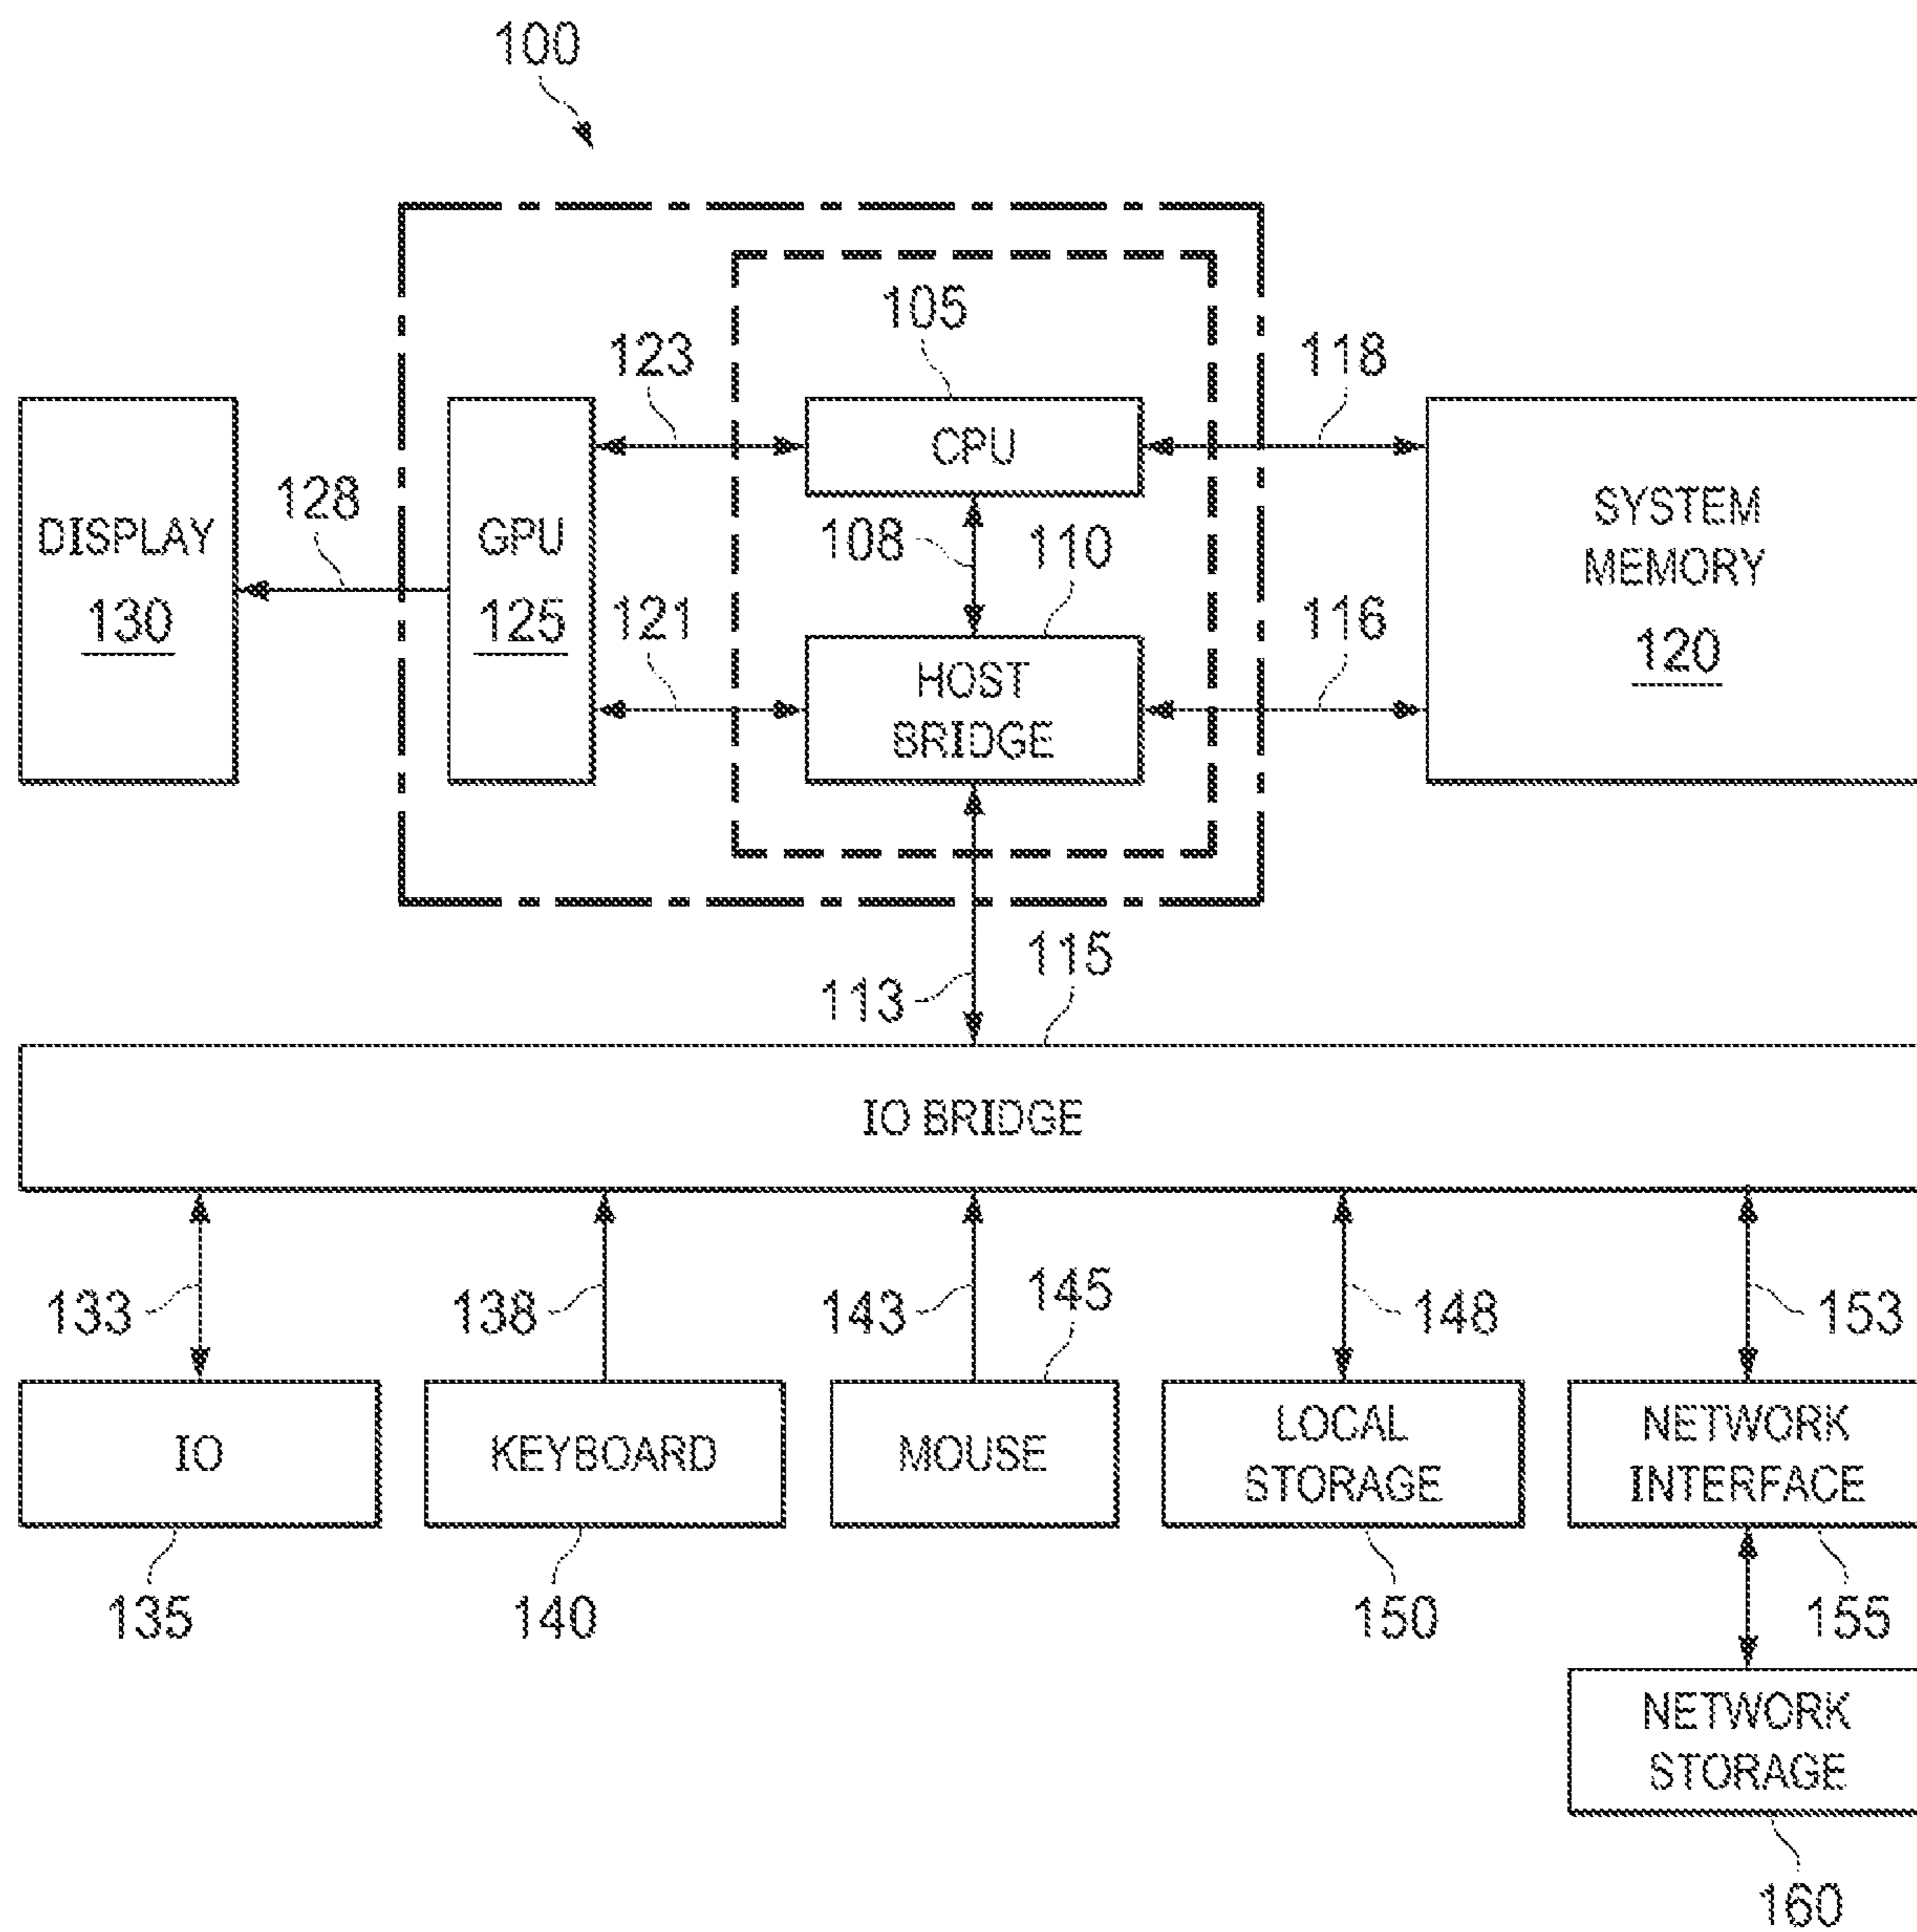 100
105
123
118
CPU
DISPLAY
130
128
GPU
125
108
110
SYSTEM
MEMORY
120
121
116
HOST
BRIDGE
113
115
IO BRIDGE
133
138
143
145
148
153
IO
KEYBOARD
MOUSE
LOCAL
STORAGE
NETWORK
INTERFACE
135
140
150
155
NETWORK
STORAGE
160